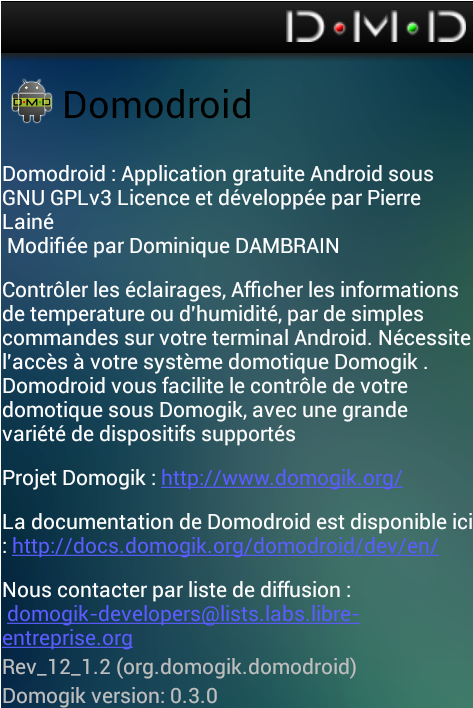 D•M•D
D•M•D
Domodroid
Domodroid : Application gratuite Android sous
GNU GPLv3 Licence et développée par Pierre
Lainé
Modifiée par Dominique DAMBRAIN
Contrôler les éclairages, Afficher les informations
de temperature ou d'humidité, par de simples
commandes sur votre terminal Android. Nécessite
l'accès à votre système domotique Domogik .
Domodroid vous facilite le contrôle de votre
domotique sous Domogik, avec une grande
variété de dispositifs supportés
Projet Domogik : http://www.domogik.org/
La documentation de Domodroid est disponible ici
: http://docs.domogik.org/domodroid/dev/en/
Nous contacter par liste de diffusion :
domogik-developers@lists.labs.libre-
entreprise.org
Rev_12_1.2 (org.domogik.domodroid)
Domogik version: 0.3.0